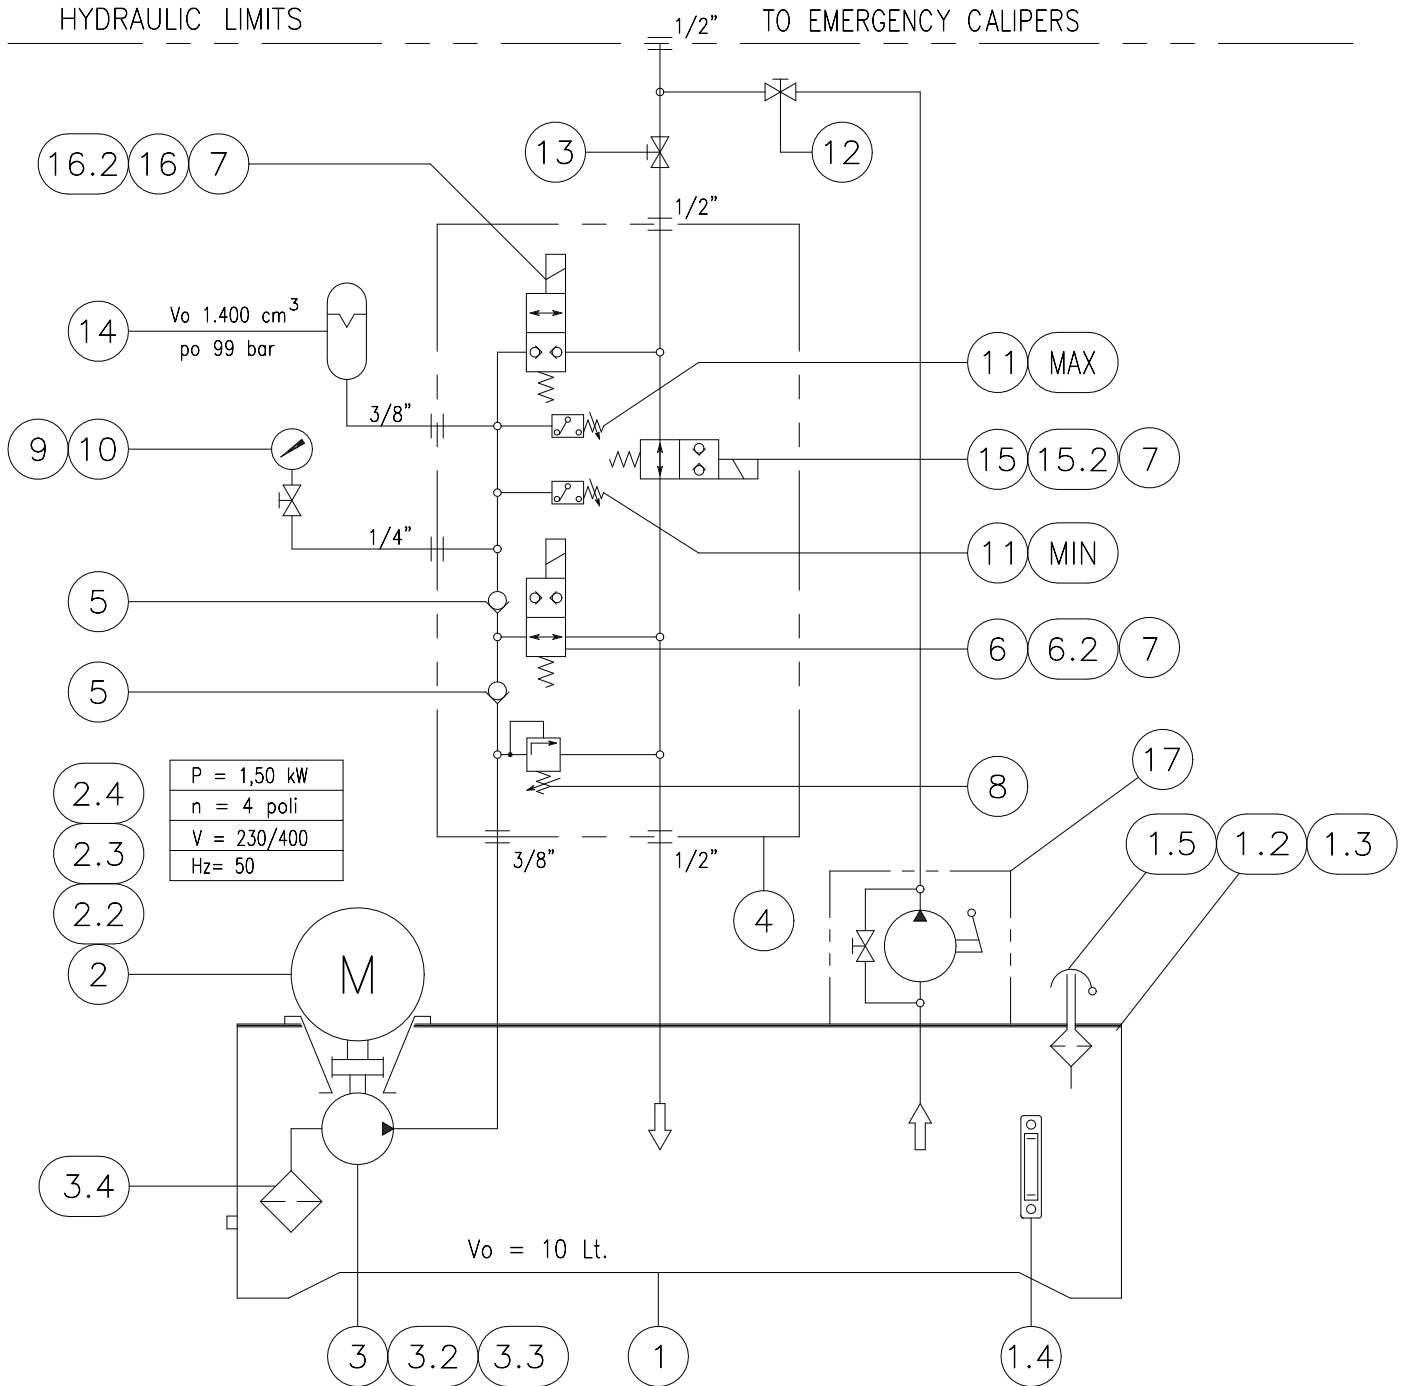 HYDRAULIC LIMITS
TO EMERGENCY CALIPERS
1/2"
13
12
16.2 16 7
1/2"
14
Vo 1.400 cm3
po 99 bar
11 MAX
3/8"
9 10
15 15.2 7
1/4"
11 MIN
5
6 6.2 7
5
17
8
2.4
P = 1,50 kW
n = 4 poli
V = 230/400
Hz= 50
2.3
1.5 1.2 1.3
3/8"
1/2"
2.2
4
2
M
3.4
Vo = 10 Lt.
3 3.2 3.3
1
1.4